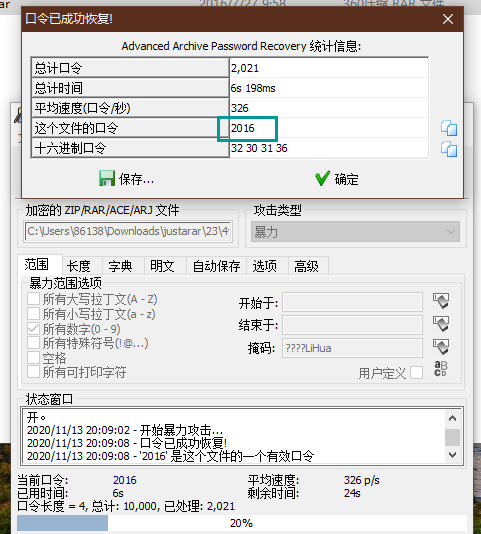 ar
2016/7/27 9:58
360压缩 RAR 文件
口令已成功恢复!
Advanced Archive Password Recovery 统计信息:
总计口令 2,021
总计时间 6s 198ms
平均速度(口令/秒) 326
这个文件的口令 2016
十六进制口令 32 30 31 36
保存... 确定
加密的 ZIP/RAR/ACE/ARJ 文件 攻击类型
C:\Users\86138\Downloads\justarar\23\4 暴力
范围 长度 字典 明文 自动保存 选项 高级
暴力范围选项
所有大写拉丁文(A - Z)
所有小写拉丁文(a - z)
所有数字(0 - 9)
所有特殊符号(!@...)
空格
所有可打印字符
开始于:
结束于:
掩码: ????LiHua
用户定义
状态窗口
开。
2020/11/13 20:09:02 - 开始暴力攻击...
2020/11/13 20:09:08 - 口令已成功恢复!
2020/11/13 20:09:08 - '2016' 是这个文件的一个有效口令
当前口令: 2016 平均速度: 326 p/s
已用时间: 6s 剩余时间: 24s
口令长度 = 4, 总计: 10,000, 已处理: 2,021
20%